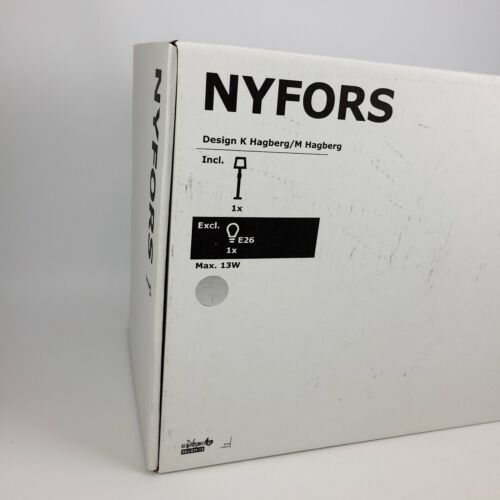 NYFORS
NYFORS
Design K Hagberg/M Hagberg
Incl.
1x
Excl.
E26
1x
Max. 13W